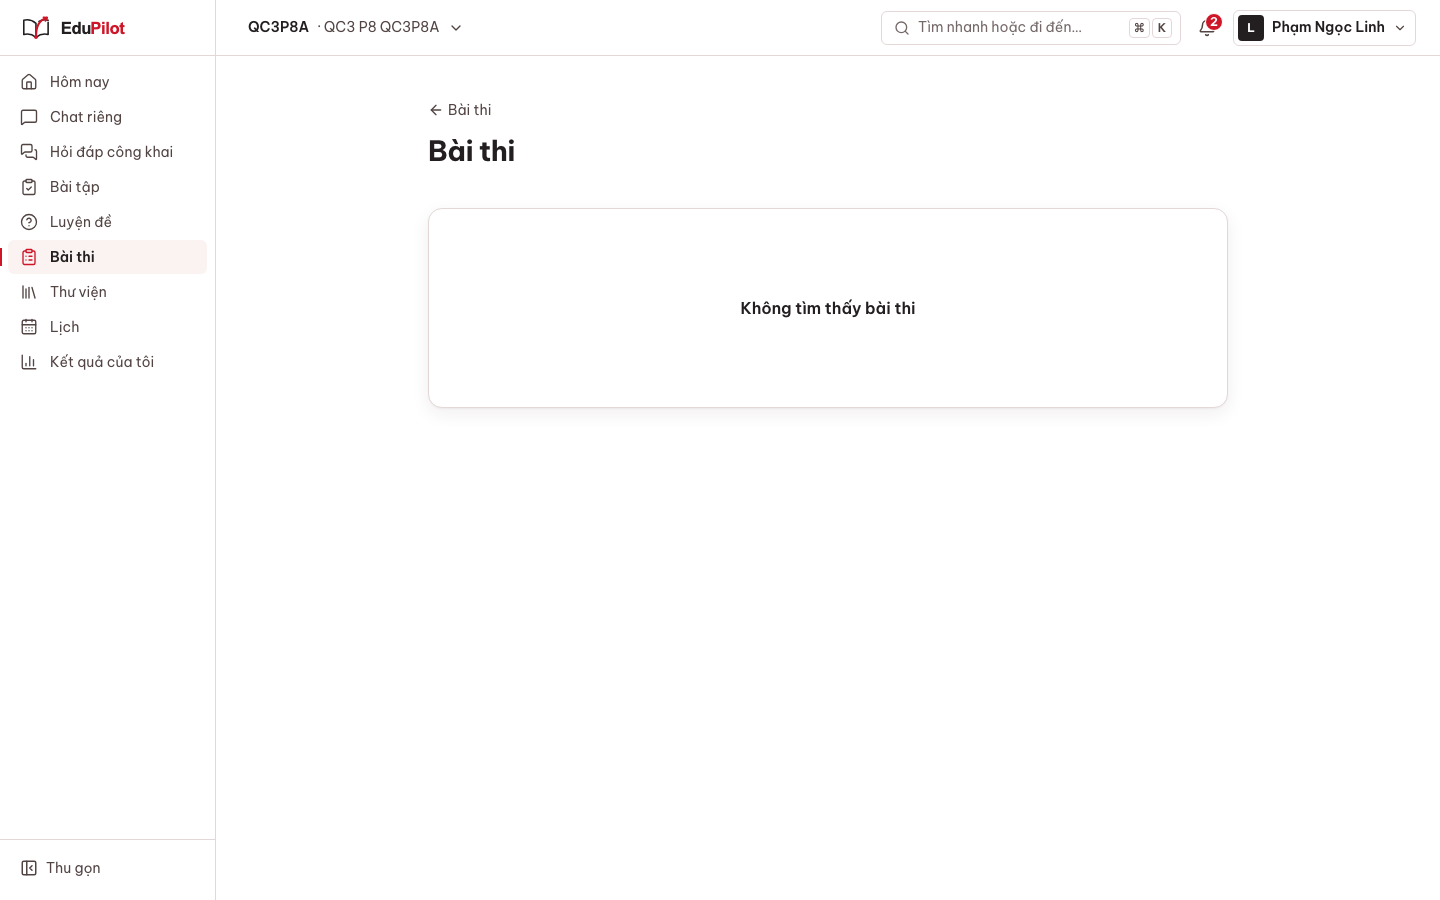 EduPilot
QC3P8A · QC3 P8 QC3P8A
Tìm nhanh hoặc đi đến...
⌘ K
2
L
Phạm Ngọc Linh
Hôm nay
Chat riêng
Hỏi đáp công khai
Bài tập
Luyện đề
Bài thi
Thư viện
Lịch
Kết quả của tôi
Thu gọn
Bài thi
Bài thi
Không tìm thấy bài thi